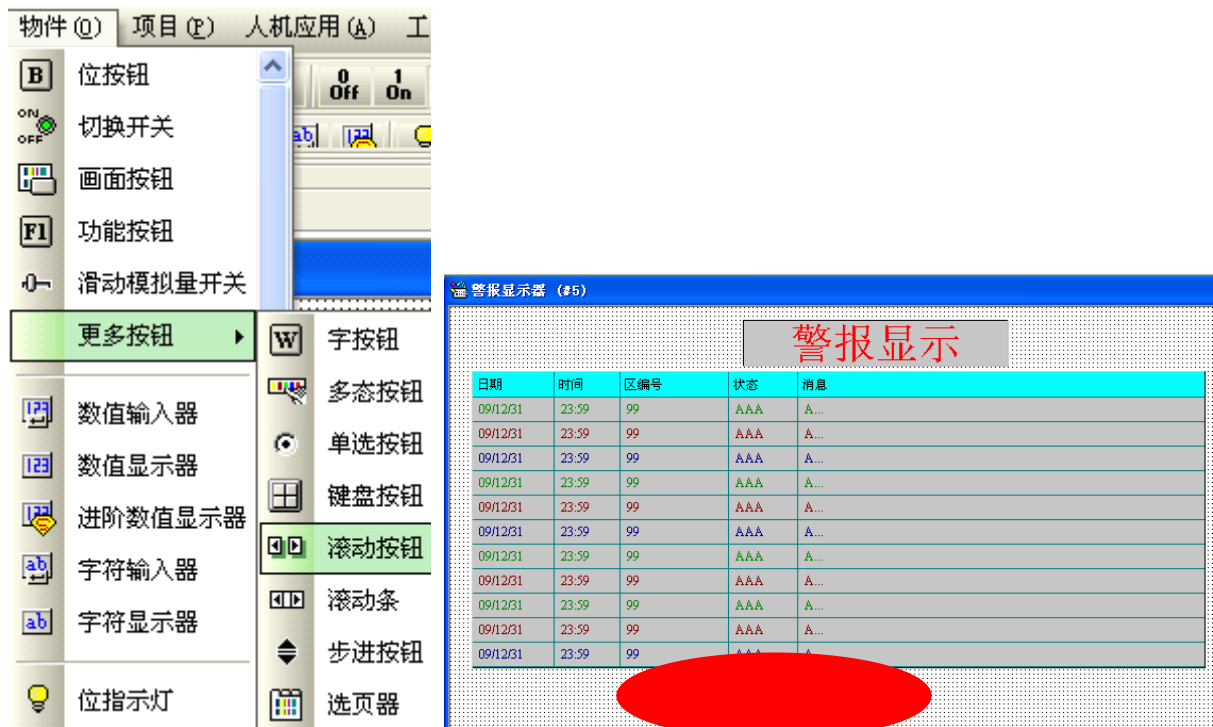 物件(O) 项目(P) 人机应用(A) 工
B 位按钮
0 Off 1 On
ON OFF 切换开关
画面按钮
F1 功能按钮
滑动模拟量开关
更多按钮
123 数值输入器
123 数值显示器
进阶数值显示器
ab 字符输入器
ab 字符显示器
位指示灯
W 字按钮
多态按钮
单选按钮
键盘按钮
滚动按钮
滚动条
步进按钮
选页器
警报显示器 (#5)
警报显示
日期 时间 区编号 状态 消息
09/12/31 23:59 99 AAA A...
09/12/31 23:59 99 AAA A...
09/12/31 23:59 99 AAA A...
09/12/31 23:59 99 AAA A...
09/12/31 23:59 99 AAA A...
09/12/31 23:59 99 AAA A...
09/12/31 23:59 99 AAA A...
09/12/31 23:59 99 AAA A...
09/12/31 23:59 99 AAA A...
09/12/31 23:59 99 AAA A...
09/12/31 23:59 99